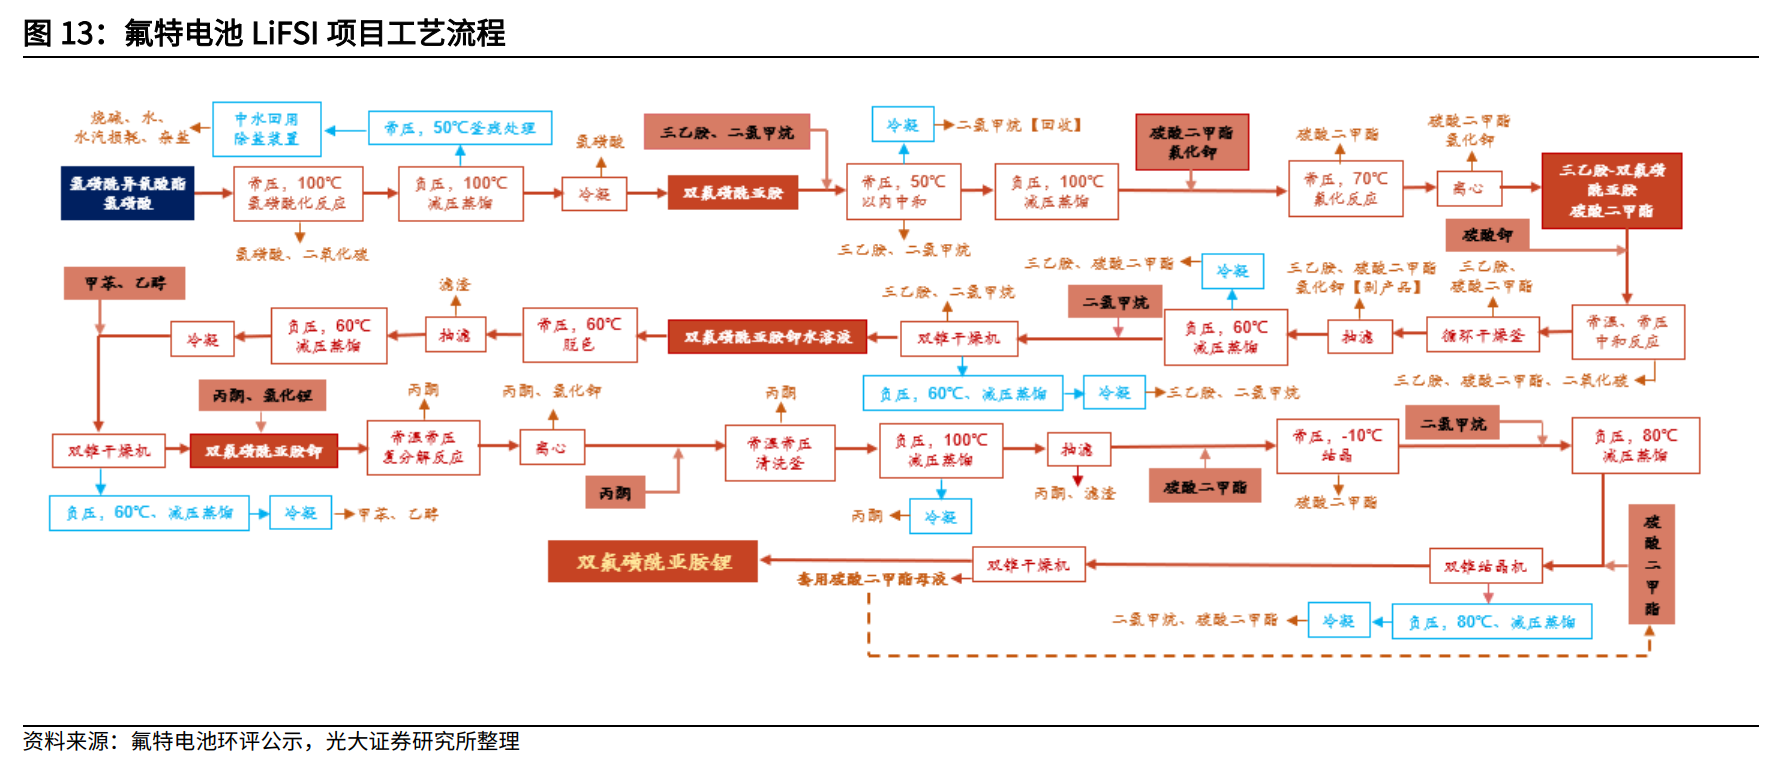 图 13：氟特电池 LiFSI 项目工艺流程
烧碱、水、
水汽损耗、杂盐
中水回用
除盐装置
常压，50℃釜残处理
氯磺酸
三乙胺、二氯甲烷
冷凝
二氯甲烷【回收】
碳酸二甲酯
氟化钾
碳酸二甲酯
碳酸二甲酯
氯化钾
氯磺酰异氰酸酯
氯磺酸
常压，100℃
氯磺酰化反应
负压，100℃
减压蒸馏
冷凝
双氯磺酰亚胺
常压，50℃
以内中和
负压，100℃
减压蒸馏
常压，70℃
氟化反应
离心
三乙胺-双氟磺
酰亚胺
碳酸二甲酯
氯磺酸、二氧化碳
三乙胺、二氯甲烷
碳酸钾
甲苯、乙醇
滤渣
三乙胺、二氯甲烷
三乙胺、碳酸二甲酯
冷凝
二氯甲烷
三乙胺、碳酸二甲酯
氯化钾【副产品】
三乙胺、
碳酸二甲酯
冷凝
负压，60℃
减压蒸馏
抽滤
常压，60℃
脱色
双氟磺酰亚胺钾水溶液
双锥干燥机
负压，60℃
减压蒸馏
抽滤
循环干燥釜
常温、常压
中和反应
负压，60℃、减压蒸馏
冷凝
三乙胺、二氯甲烷
三乙胺、碳酸二甲酯、二氧化碳
丙酮、氯化锂
丙酮
丙酮、氯化钾
丙酮
二氯甲烷
双锥干燥机
双氟磺酰亚胺钾
常温常压
复分解反应
离心
常温常压
清洗釜
负压，100℃
减压蒸馏
抽滤
常压，-10℃
结晶
负压，80℃
减压蒸馏
丙酮
丙酮、滤渣
碳酸二甲酯
碳酸二甲酯
负压，60℃、减压蒸馏
冷凝
甲苯、乙醇
丙酮
冷凝
碳
酸
二
甲
酯
双氟磺酰亚胺锂
双锥干燥机
双锥结晶机
套用碳酸二甲酯母液
二氯甲烷、碳酸二甲酯
冷凝
负压，80℃、减压蒸馏
资料来源：氟特电池环评公示，光大证券研究所整理